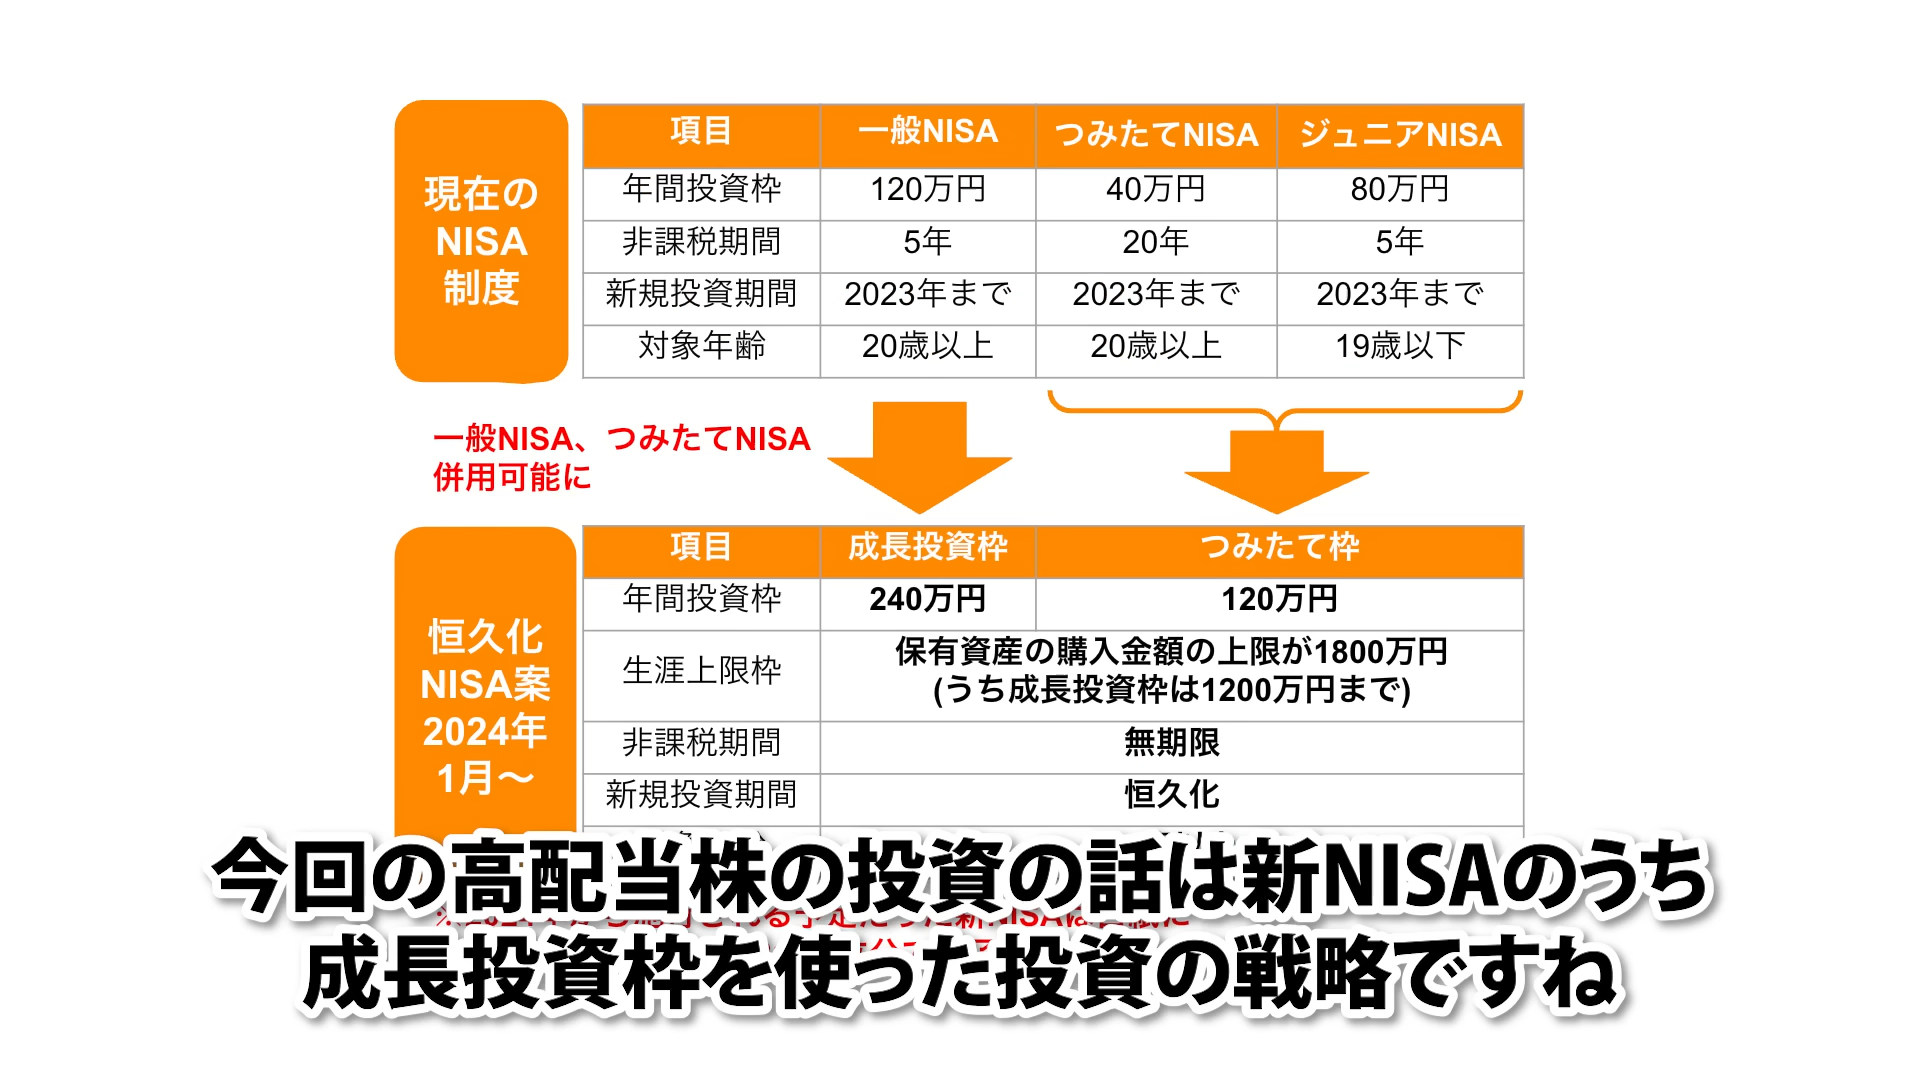 現在の
NISA
制度
項目 一般NISA つみたてNISA ジュニアNISA
年間投資枠 120万円 40万円 80万円
非課税期間 5年 20年 5年
新規投資期間 2023年まで 2023年まで 2023年まで
対象年齢 20歳以上 20歳以上 19歳以下
一般NISA、つみたてNISA
併用可能に
恒久化
NISA案
2024年
1月〜
項目 成長投資枠 つみたて枠
年間投資枠 240万円 120万円
生涯上限枠 保有資産の購入金額の上限が1800万円
(うち成長投資枠は1200万円まで)
非課税期間 無期限
新規投資期間 恒久化
今回の高配当株の投資の話は新NISAのうち
成長投資枠を使った投資の戦略ですね